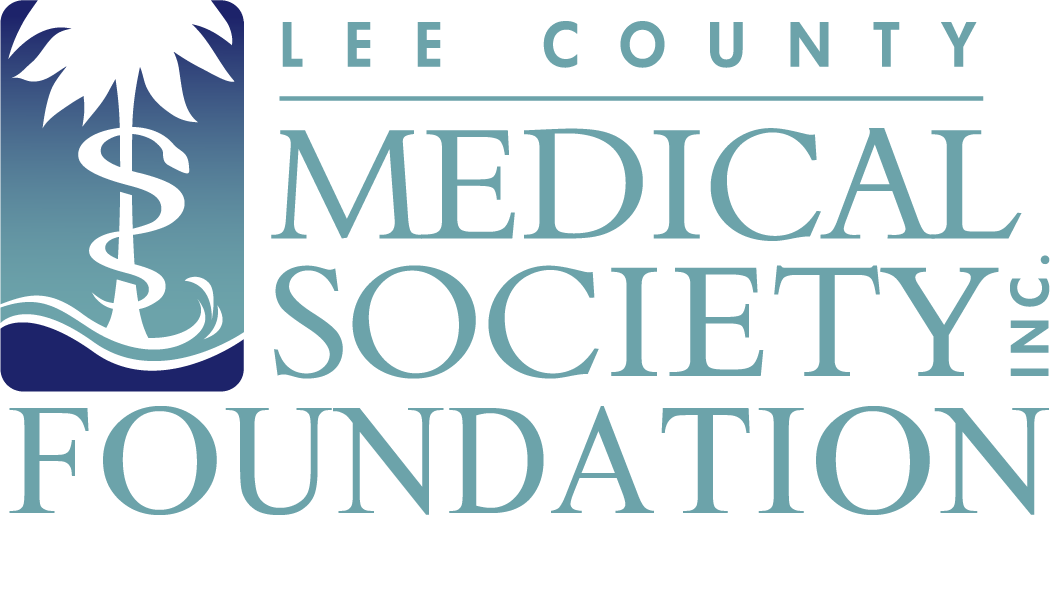 LEE COUNTY
MEDICAL
SOCIETY INC.
FOUNDATION